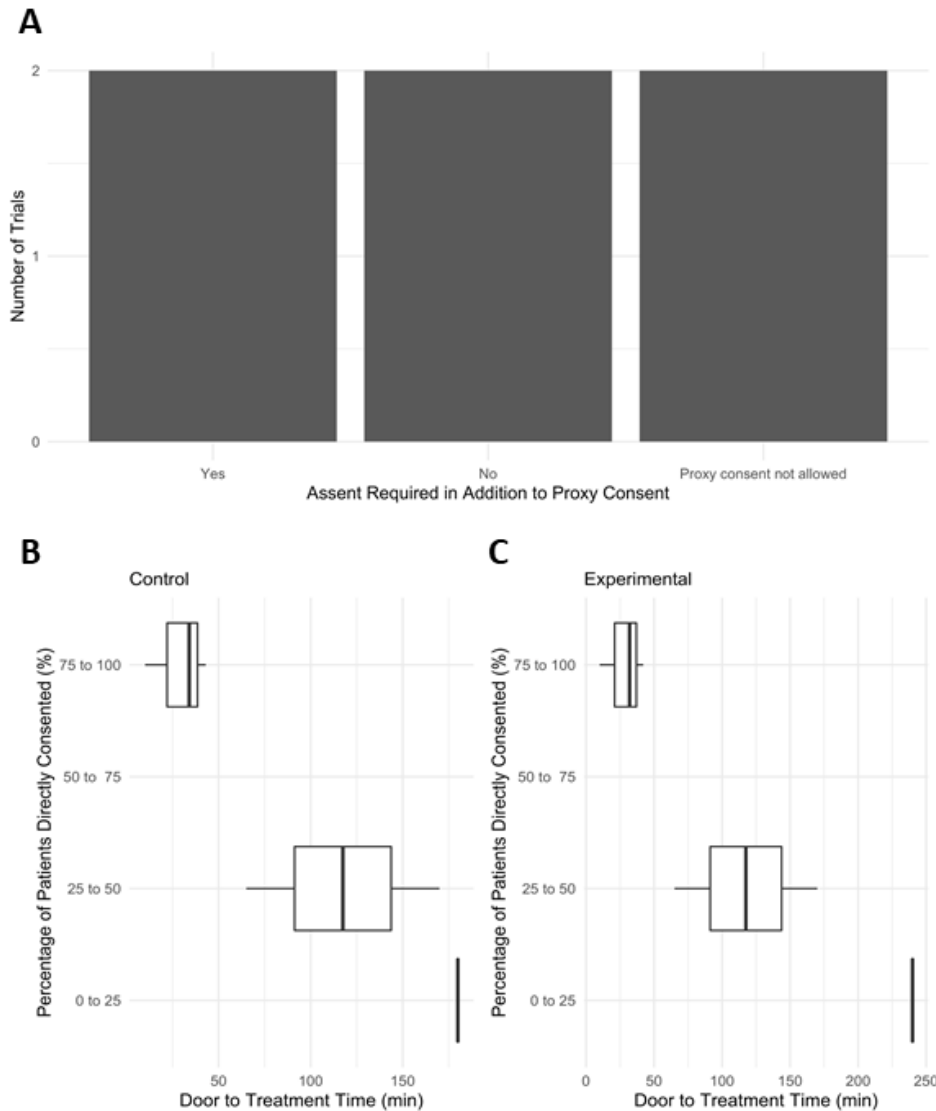 A
2
1
0
Number of Trials
Yes No Proxy consent not allowed
Assent Required in Addition to Proxy Consent
B
Control
Percentage of Patients Directly Consented (%)
75 to 100
50 to 75
25 to 50
0 to 25
50 100 150
Door to Treatment Time (min)
C
Experimental
Percentage of Patients Directly Consented (%)
75 to 100
50 to 75
25 to 50
0 to 25
0 50 100 150 200 250
Door to Treatment Time (min)